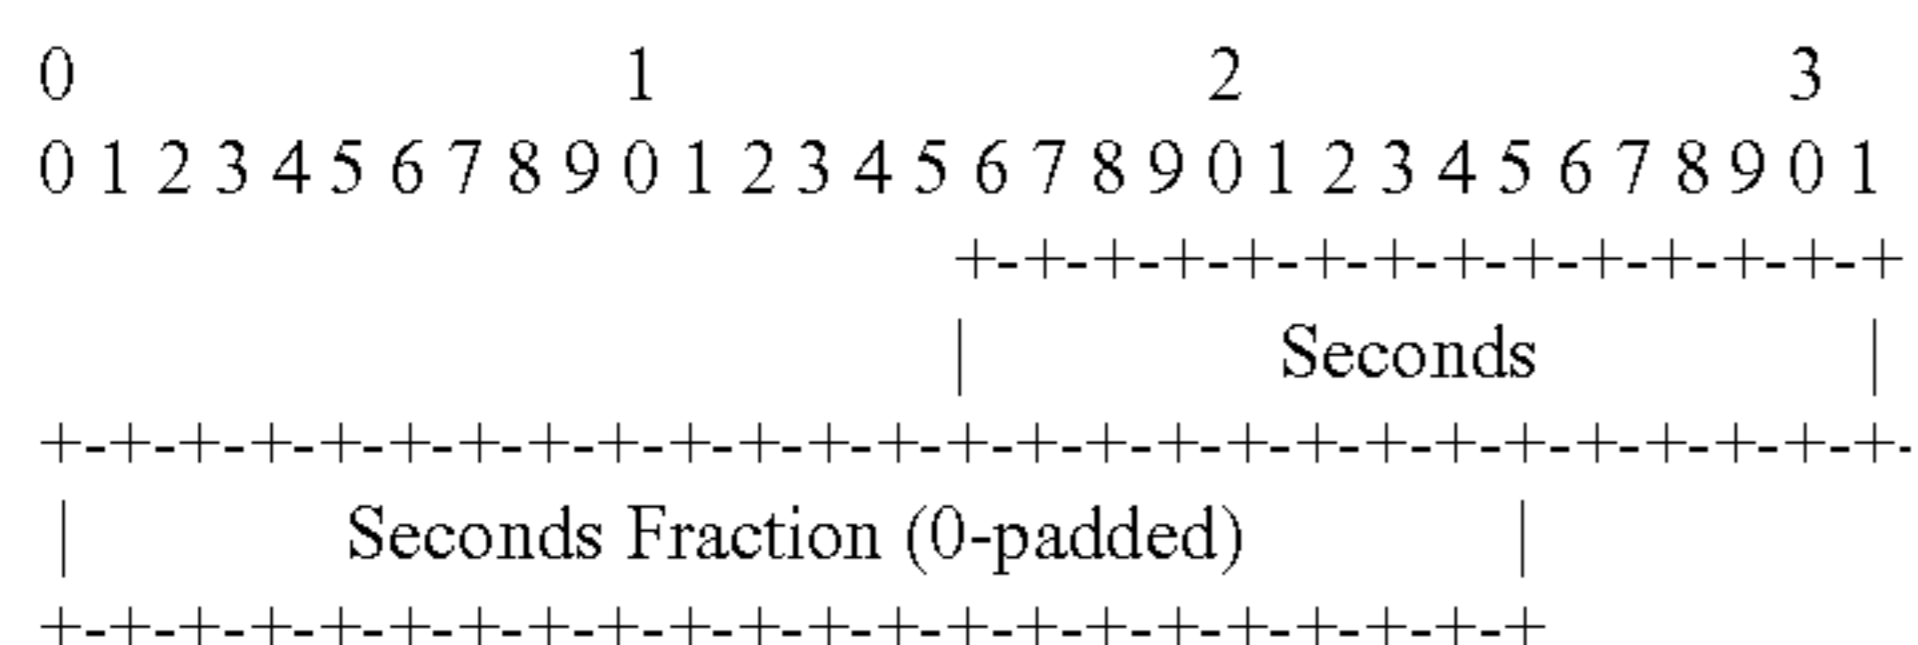 0 1 2 3
0 1 2 3 4 5 6 7 8 9 0 1 2 3 4 5 6 7 8 9 0 1 2 3 4 5 6 7 8 9 0 1
+-+-+-+-+-+-+-+-+-+-+-+-+-+
| Seconds |
+-+-+-+-+-+-+-+-+-+-+-+-+-+-+-+-+-+-+-+-+-+-+-+-+-+-+-
| Seconds Fraction (0-padded) |
+-+-+-+-+-+-+-+-+-+-+-+-+-+-+-+-+-+-+-+-+-+